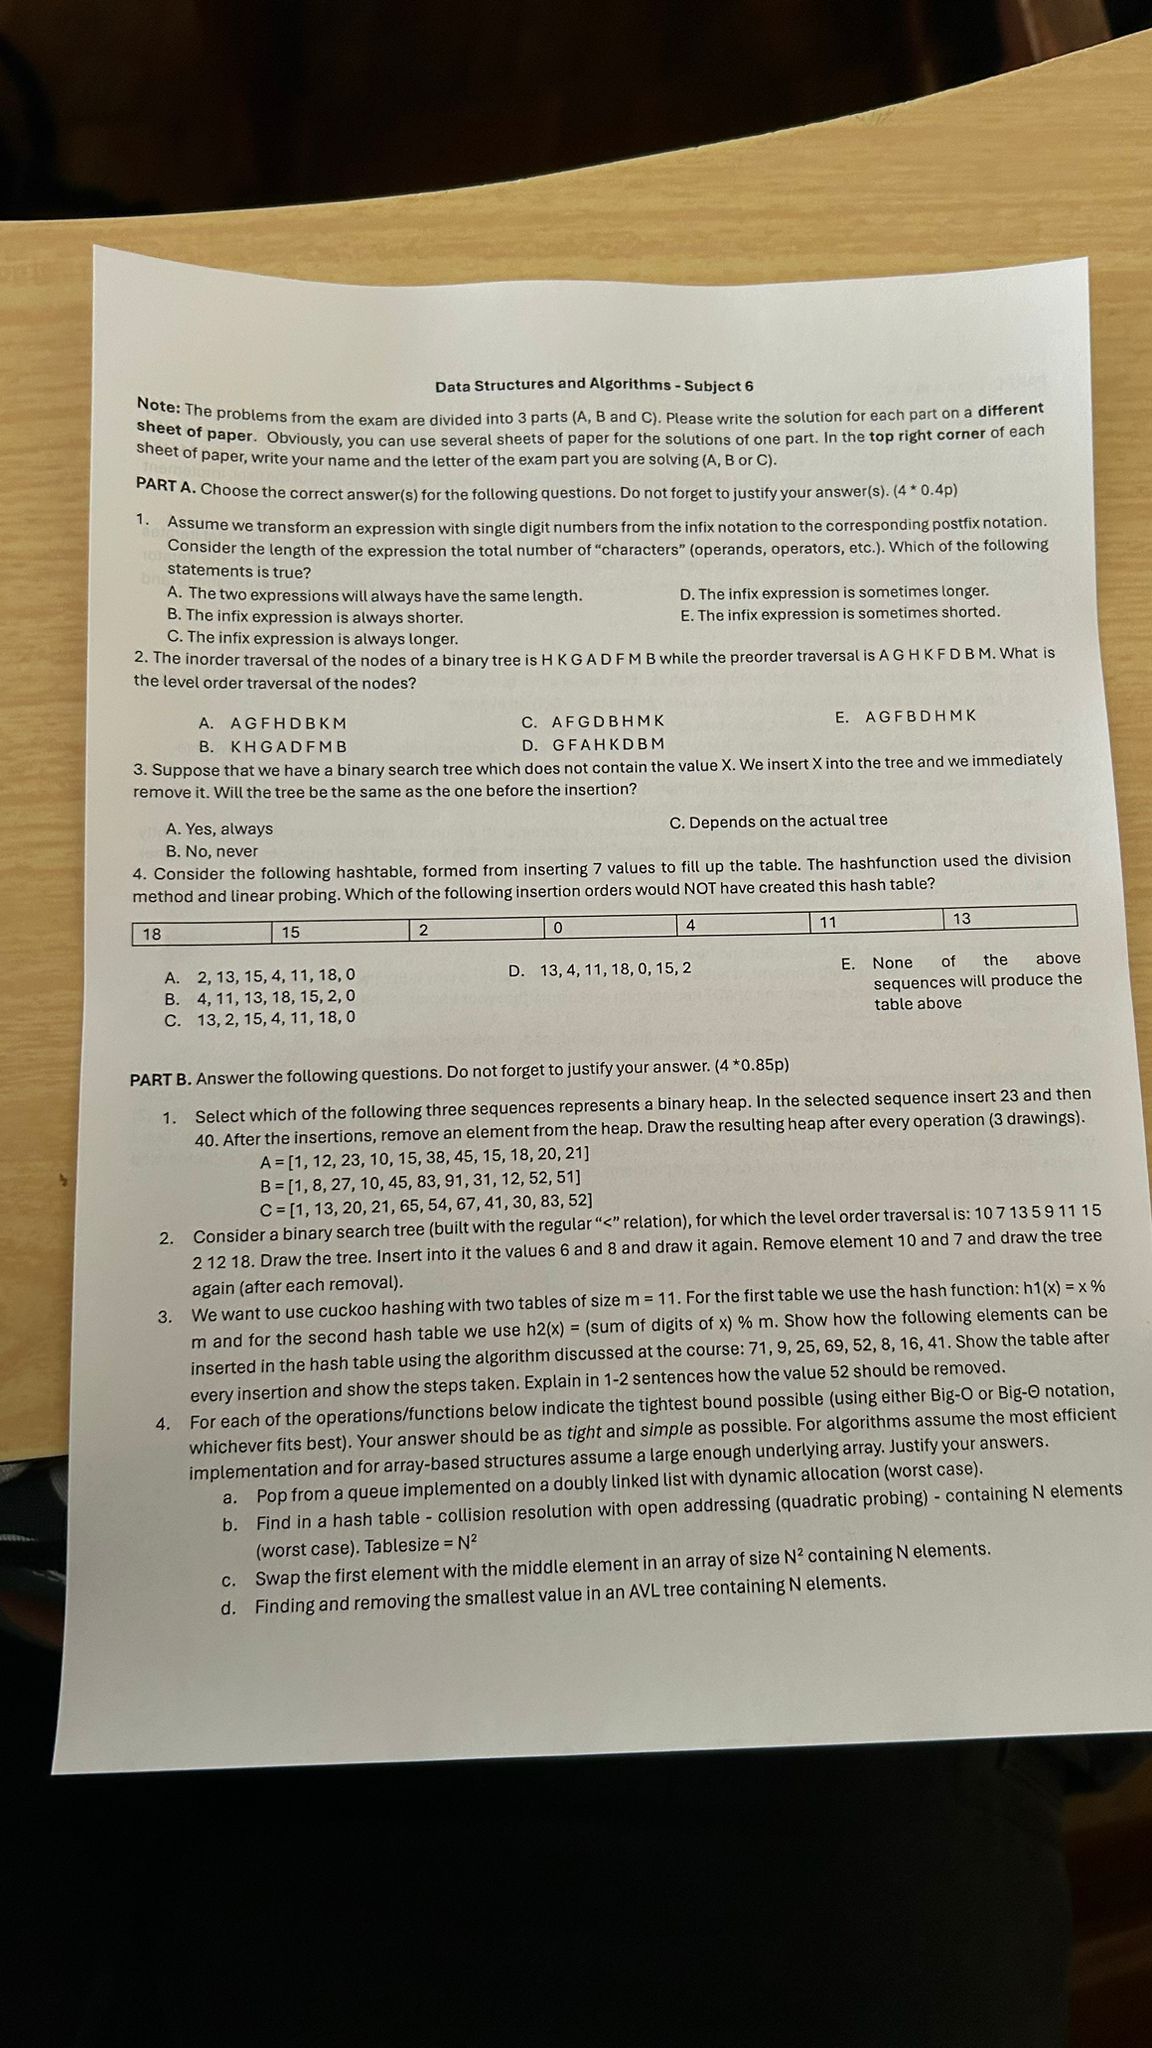 Data Structures and Algorithms - Subject 6
Note: The problems from the exam are divided into 3 parts (A, B and C). Please write the solution for each part on a different
sheet of paper. Obviously, you can use several sheets of paper for the solutions of one part. In the top right corner of each
sheet of paper, write your name and the letter of the exam part you are solving (A, B or C).
PART A. Choose the correct answer(s) for the following questions. Do not forget to justify your answer(s). (4 * 0.4p)
1. Assume we transform an expression with single digit numbers from the infix notation to the corresponding postfix notation.
Consider the length of the expression the total number of “characters” (operands, operators, etc.). Which of the following
statements is true?
A. The two expressions will always have the same length.
B. The infix expression is always shorter.
C. The infix expression is always longer.
D. The infix expression is sometimes longer.
E. The infix expression is sometimes shorted.
2. The inorder traversal of the nodes of a binary tree is H K G A D F M B while the preorder traversal is A G H K F D B M. What is
the level order traversal of the nodes?
A. A G F H D B K M
B. K H G A D F M B
C. A F G D B H M K
D. G F A H K D B M
E. A G F B D H M K
3. Suppose that we have a binary search tree which does not contain the value X. We insert X into the tree and we immediately
remove it. Will the tree be the same as the one before the insertion?
A. Yes, always
B. No, never
C. Depends on the actual tree
4. Consider the following hashtable, formed from inserting 7 values to fill up the table. The hashfunction used the division
method and linear probing. Which of the following insertion orders would NOT have created this hash table?
18 15 2 0 4 11 13
A. 2, 13, 15, 4, 11, 18, 0
B. 4, 11, 13, 18, 15, 2, 0
C. 13, 2, 15, 4, 11, 18, 0
D. 13, 4, 11, 18, 0, 15, 2
E. None of the above
sequences will produce the
table above
PART B. Answer the following questions. Do not forget to justify your answer. (4 *0.85p)
1. Select which of the following three sequences represents a binary heap. In the selected sequence insert 23 and then
40. After the insertions, remove an element from the heap. Draw the resulting heap after every operation (3 drawings).
A = [1, 12, 23, 10, 15, 38, 45, 15, 18, 20, 21]
B = [1, 8, 27, 10, 45, 83, 91, 31, 12, 52, 51]
C = [1, 13, 20, 21, 65, 54, 67, 41, 30, 83, 52]
2. Consider a binary search tree (built with the regular “<” relation), for which the level order traversal is: 10 7 13 5 9 11 15
2 12 18. Draw the tree. Insert into it the values 6 and 8 and draw it again. Remove element 10 and 7 and draw the tree
again (after each removal).
3. We want to use cuckoo hashing with two tables of size m = 11. For the first table we use the hash function: h1(x) = x %
m and for the second hash table we use h2(x) = (sum of digits of x) % m. Show how the following elements can be
inserted in the hash table using the algorithm discussed at the course: 71, 9, 25, 69, 52, 8, 16, 41. Show the table after
every insertion and show the steps taken. Explain in 1-2 sentences how the value 52 should be removed.
4. For each of the operations/functions below indicate the tightest bound possible (using either Big-O or Big-Θ notation,
whichever fits best). Your answer should be as tight and simple as possible. For algorithms assume the most efficient
implementation and for array-based structures assume a large enough underlying array. Justify your answers.
a. Pop from a queue implemented on a doubly linked list with dynamic allocation (worst case).
b. Find in a hash table - collision resolution with open addressing (quadratic probing) - containing N elements
(worst case). Tablesize = N²
c. Swap the first element with the middle element in an array of size N² containing N elements.
d. Finding and removing the smallest value in an AVL tree containing N elements.